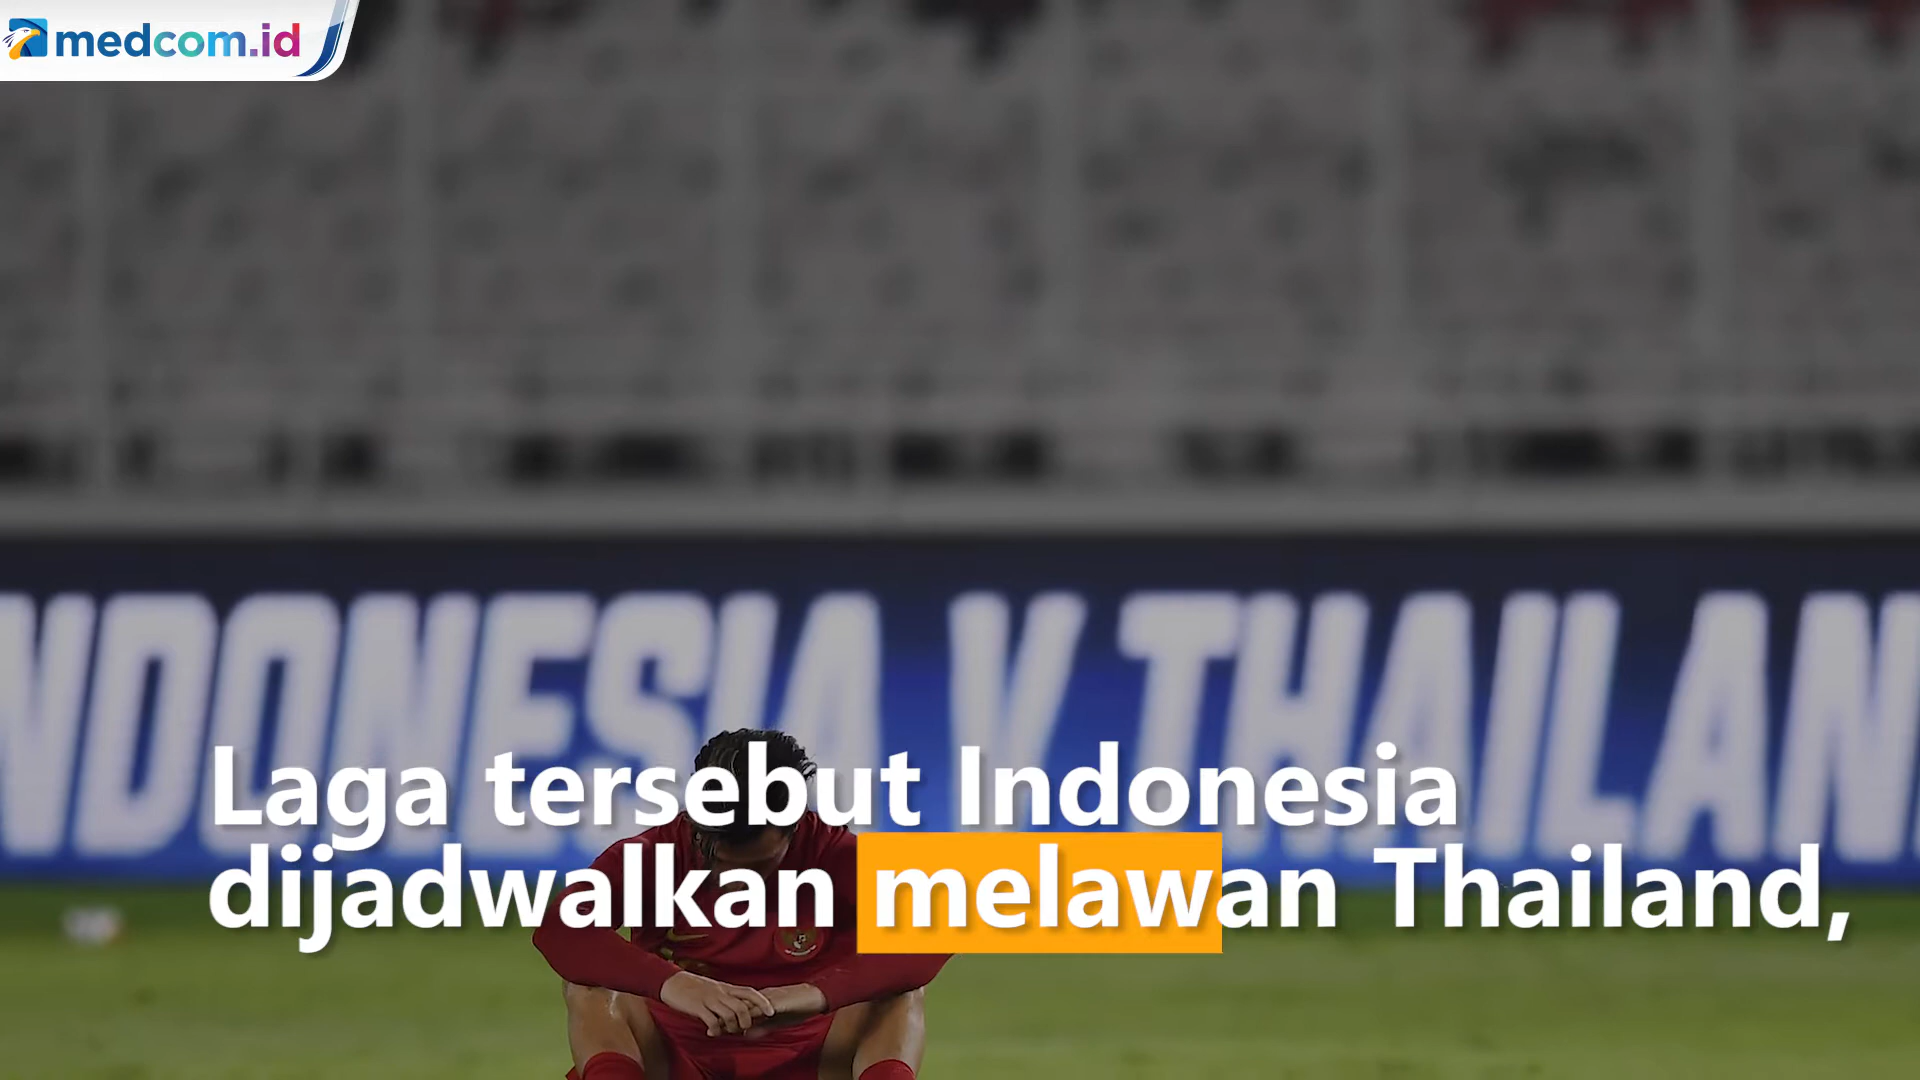 medcom.id
NDONESIA V THAILAN
Laga tersebut Indonesia
dijadwalkan melawan Thailand,